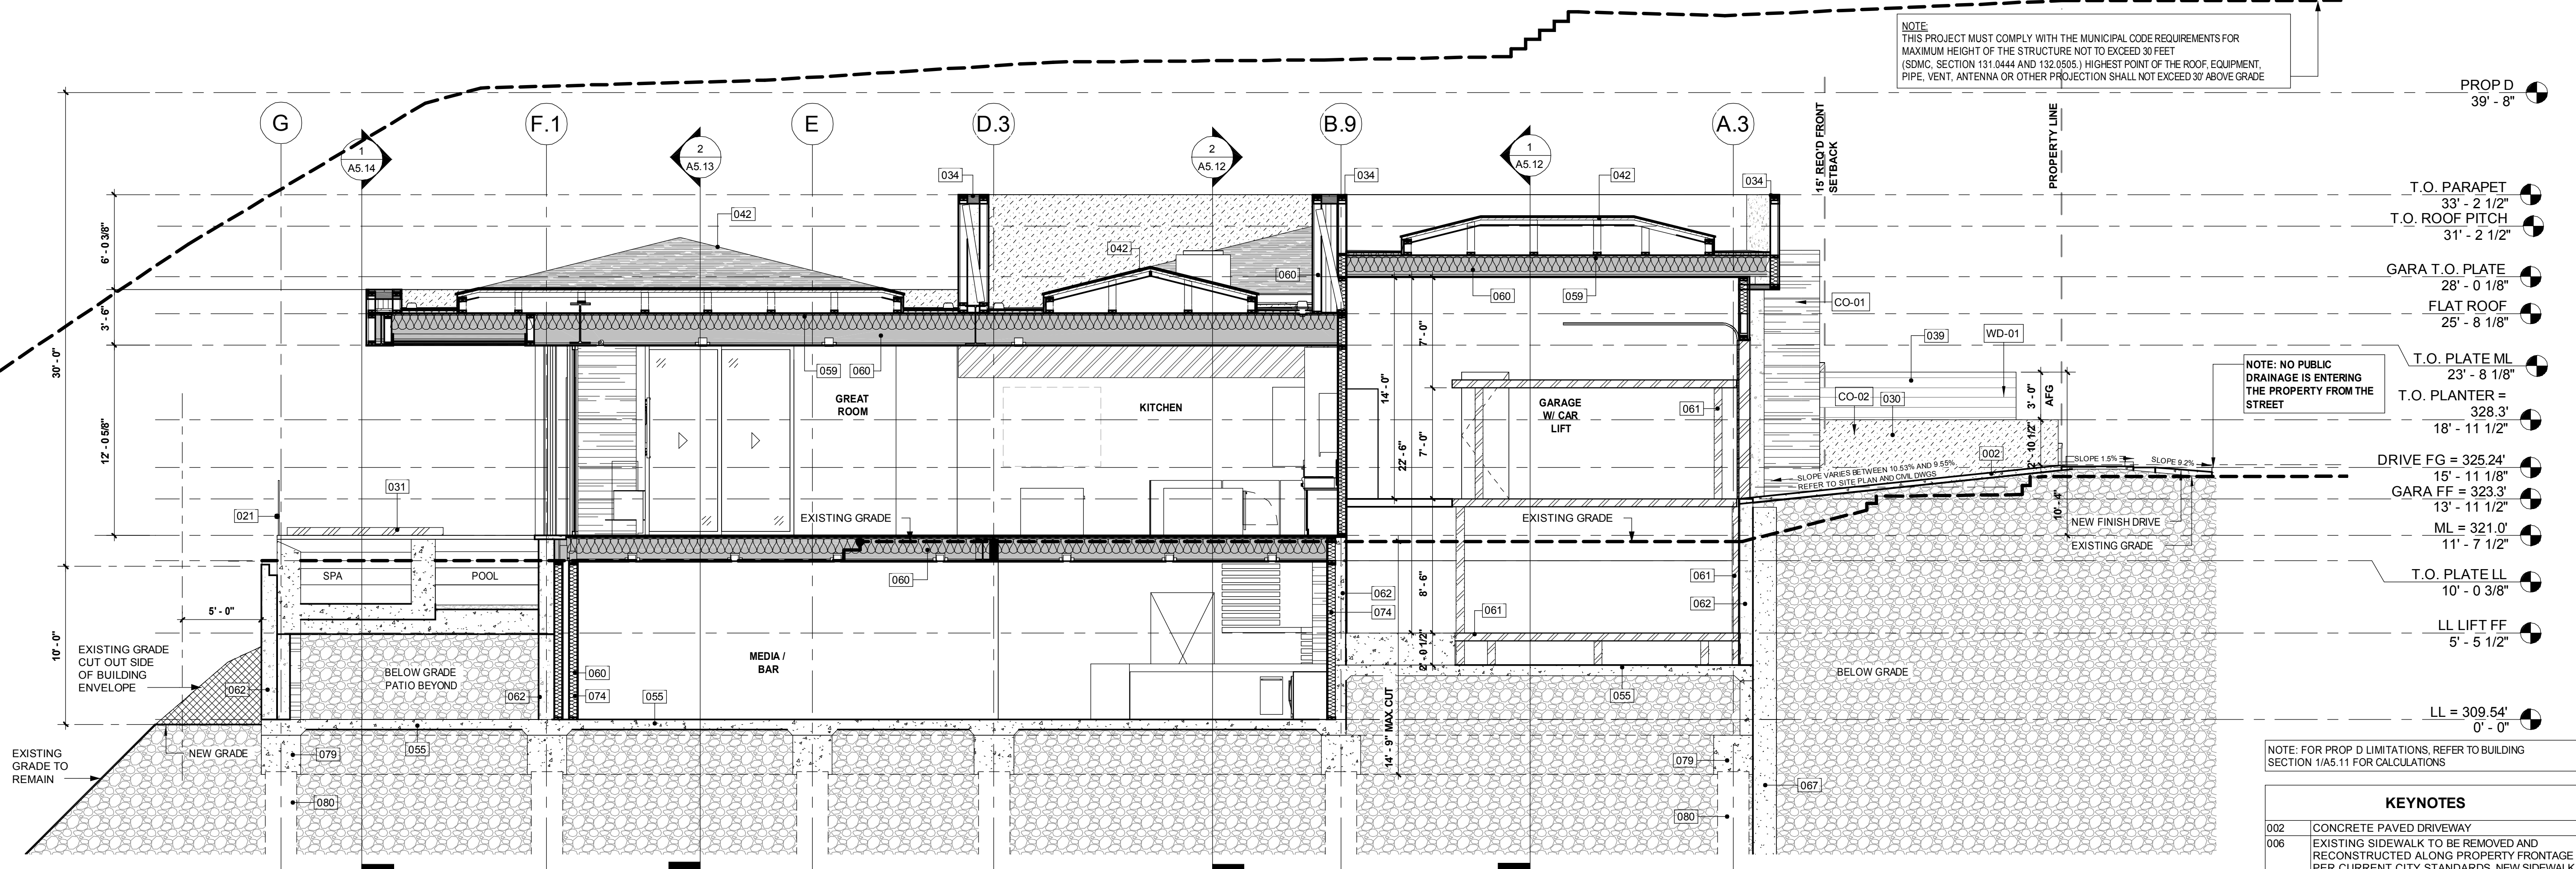 NOTE:
THIS PROJECT MUST COMPLY WITH THE MUNICIPAL CODE REQUIREMENTS FOR
MAXIMUM HEIGHT OF THE STRUCTURE NOT TO EXCEED 30 FEET
(SDMC, SECTION 131.0444 AND 132.0505.) HIGHEST POINT OF THE ROOF, EQUIPMENT,
PIPE, VENT, ANTENNA OR OTHER PROJECTION SHALL NOT EXCEED 30' ABOVE GRADE
PROP D
39' - 8"
G
F.1
E
D.3
B.9
A.3
1
A5.14
2
A5.13
2
A5.12
1
A5.12
15' REQ'D FRONT
SETBACK
PROPERTY LINE
034
034
042
034
042
042
060
060
059
T.O. PARAPET
33' - 2 1/2"
T.O. ROOF PITCH
31' - 2 1/2"
GARA T.O. PLATE
28' - 0 1/8"
FLAT ROOF
25' - 8 1/8"
T.O. PLATE ML
23' - 8 1/8"
T.O. PLANTER =
328.3'
18' - 11 1/2"
DRIVE FG = 325.24'
15' - 11 1/8"
GARA FF = 323.3'
13' - 11 1/2"
ML = 321.0'
11' - 7 1/2"
T.O. PLATE LL
10' - 0 3/8"
LL LIFT FF
5' - 5 1/2"
LL = 309.54'
0' - 0"
6' - 0 3/8"
3' - 6"
30' - 0"
12' - 0 5/8"
10' - 0"
5' - 0"
CO-01
039
WD-01
CO-02
030
3' - 0"
AFG
2' - 10 1/2"
002
NOTE: NO PUBLIC
DRAINAGE IS ENTERING
THE PROPERTY FROM THE
STREET
SLOPE VARIES BETWEEN 10.53% AND 9.55%
REFER TO SITE PLAN AND CIVIL DWGS
SLOPE 1.5%
SLOPE 9.2%
10' - 4"
NEW FINISH DRIVE
EXISTING GRADE
059
060
GREAT
ROOM
KITCHEN
GARAGE
W/ CAR
LIFT
061
7' - 0"
14' - 0"
7' - 0"
22' - 6"
031
021
EXISTING GRADE
EXISTING GRADE
SPA
POOL
060
061
062
062
074
061
8' - 6"
2' - 0 1/2"
EXISTING GRADE
CUT OUT SIDE
OF BUILDING
ENVELOPE
062
BELOW GRADE
PATIO BEYOND
062
060
074
MEDIA /
BAR
055
055
055
14' - 9" MAX. CUT
BELOW GRADE
NEW GRADE
EXISTING
GRADE TO
REMAIN
079
080
079
080
067
NOTE: FOR PROP D LIMITATIONS, REFER TO BUILDING
SECTION 1/A5.11 FOR CALCULATIONS
KEYNOTES
002 CONCRETE PAVED DRIVEWAY
006 EXISTING SIDEWALK TO BE REMOVED AND
RECONSTRUCTED ALONG PROPERTY FRONTAGE
PER CURRENT CITY STANDARDS. NEW SIDEWALK